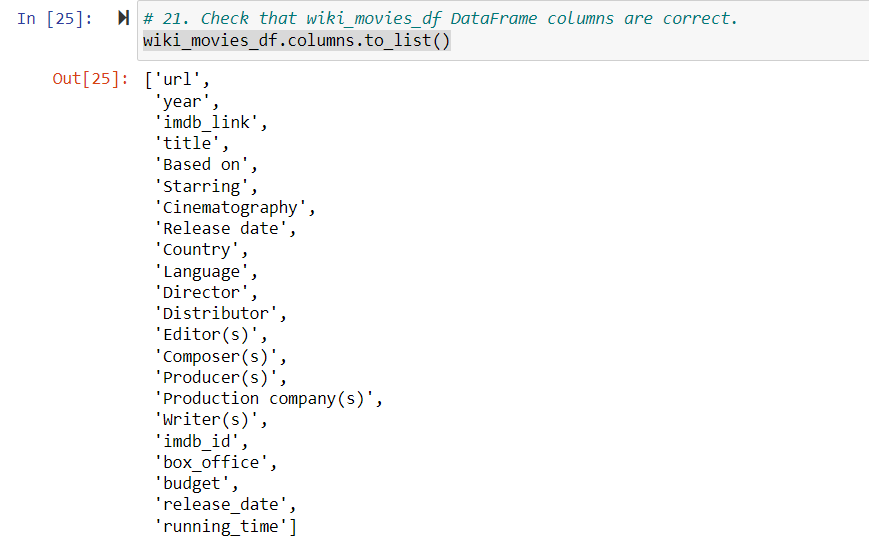 In [25]: # 21. Check that wiki_movies_df DataFrame columns are correct.
wiki_movies_df.columns.to_list()
Out[25]: ['url',
'year',
'imdb_link',
'title',
'Based on',
'Starring',
'Cinematography',
'Release date',
'Country',
'Language',
'Director',
'Distributor',
'Editor(s)',
'Composer(s)',
'Producer(s)',
'Production company(s)',
'Writer(s)',
'imdb_id',
'box_office',
'budget',
'release_date',
'running_time']